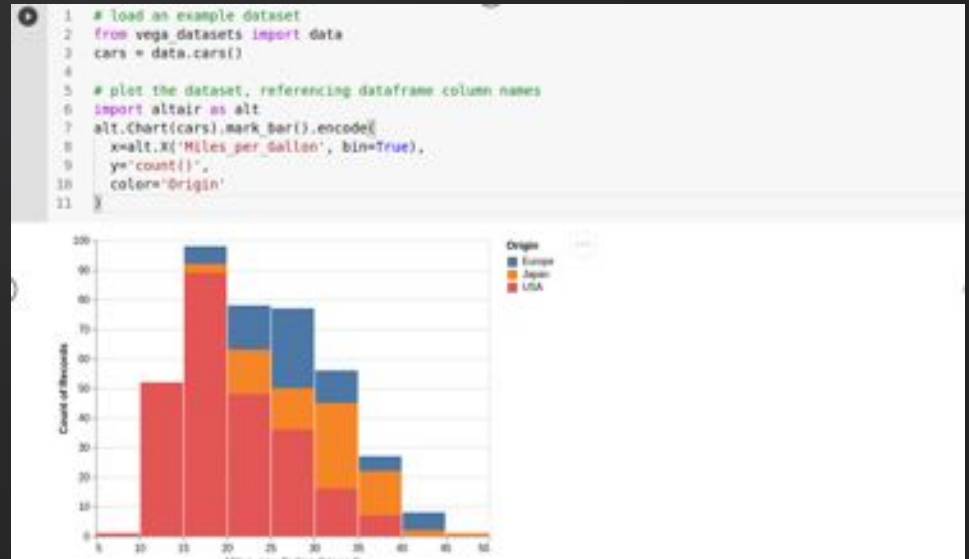 1 # load an example dataset
2 from vega_datasets import data
3 cars = data.cars()
4
5 # plot the dataset, referencing dataframe column names
6 import altair as alt
7 alt.Chart(cars).mark_bar().encode(
8 x=alt.X('Miles_per_Gallon', bin=True),
9 y='count()',
10 color='Origin'
11 )
Origin
Europe
Japan
USA
Count of Records
100
90
80
70
60
50
40
30
20
10
0
5 10 15 20 25 30 35 40 45 50